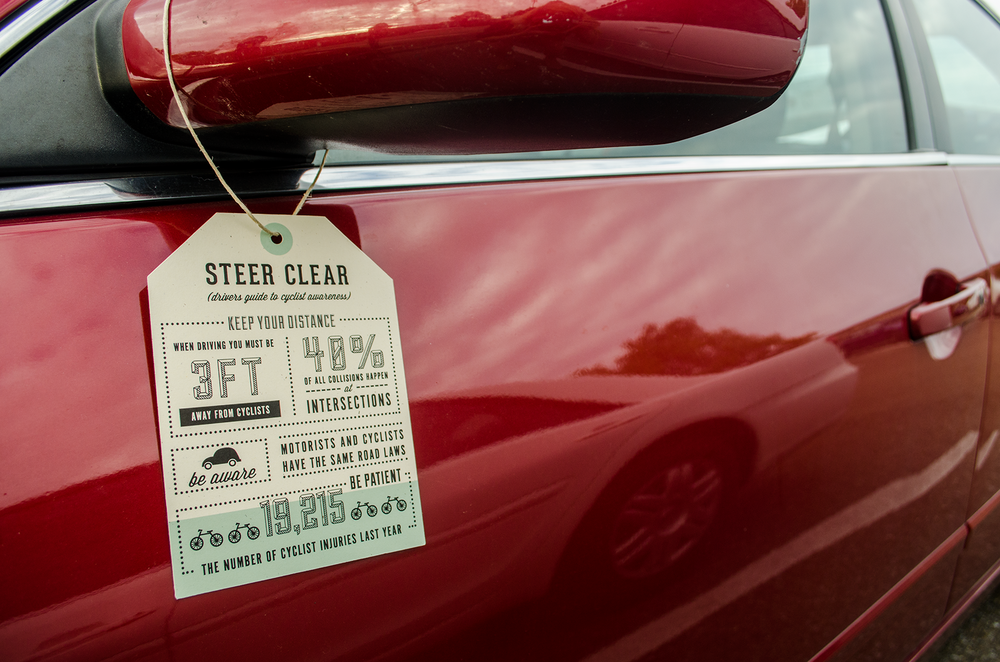 STEER CLEAR
(drivers guide to cyclist awareness)
KEEP YOUR DISTANCE
WHEN DRIVING YOU MUST BE
3FT
AWAY FROM CYCLISTS
40%
OF ALL COLLISIONS HAPPEN
at
INTERSECTIONS
be aware
MOTORISTS AND CYCLISTS
HAVE THE SAME ROAD LAWS
BE PATIENT
19,215
THE NUMBER OF CYCLIST INJURIES LAST YEAR